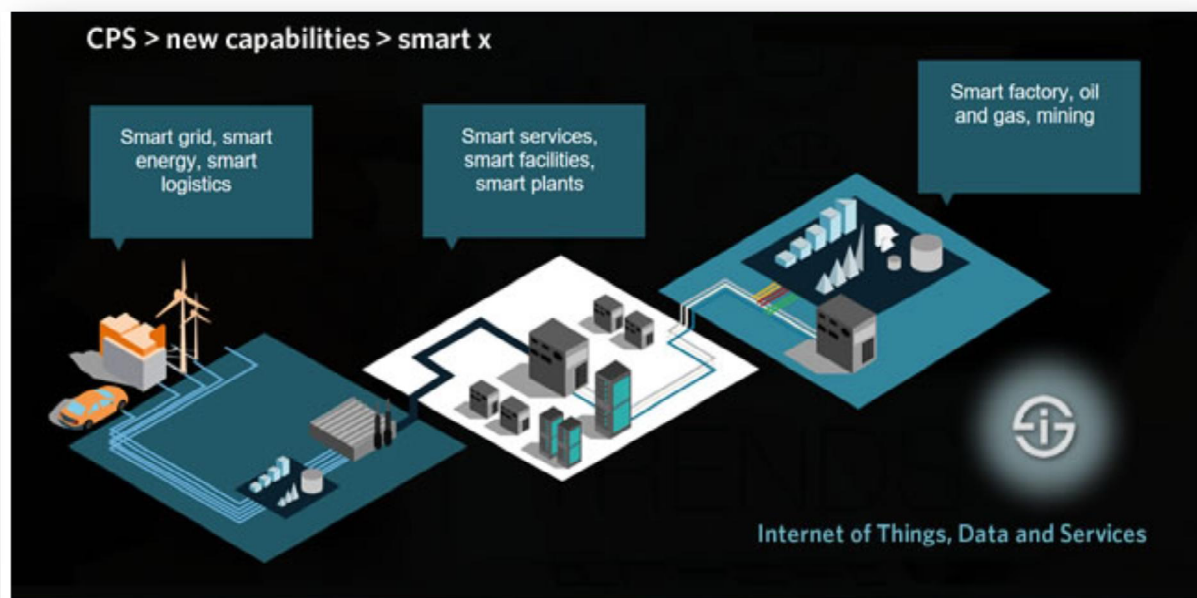 CPS > new capabilities > smart x
Smart grid, smart
energy, smart
logistics
Smart services,
smart facilities,
smart plants
Smart factory, oil
and gas, mining
Internet of Things, Data and Services